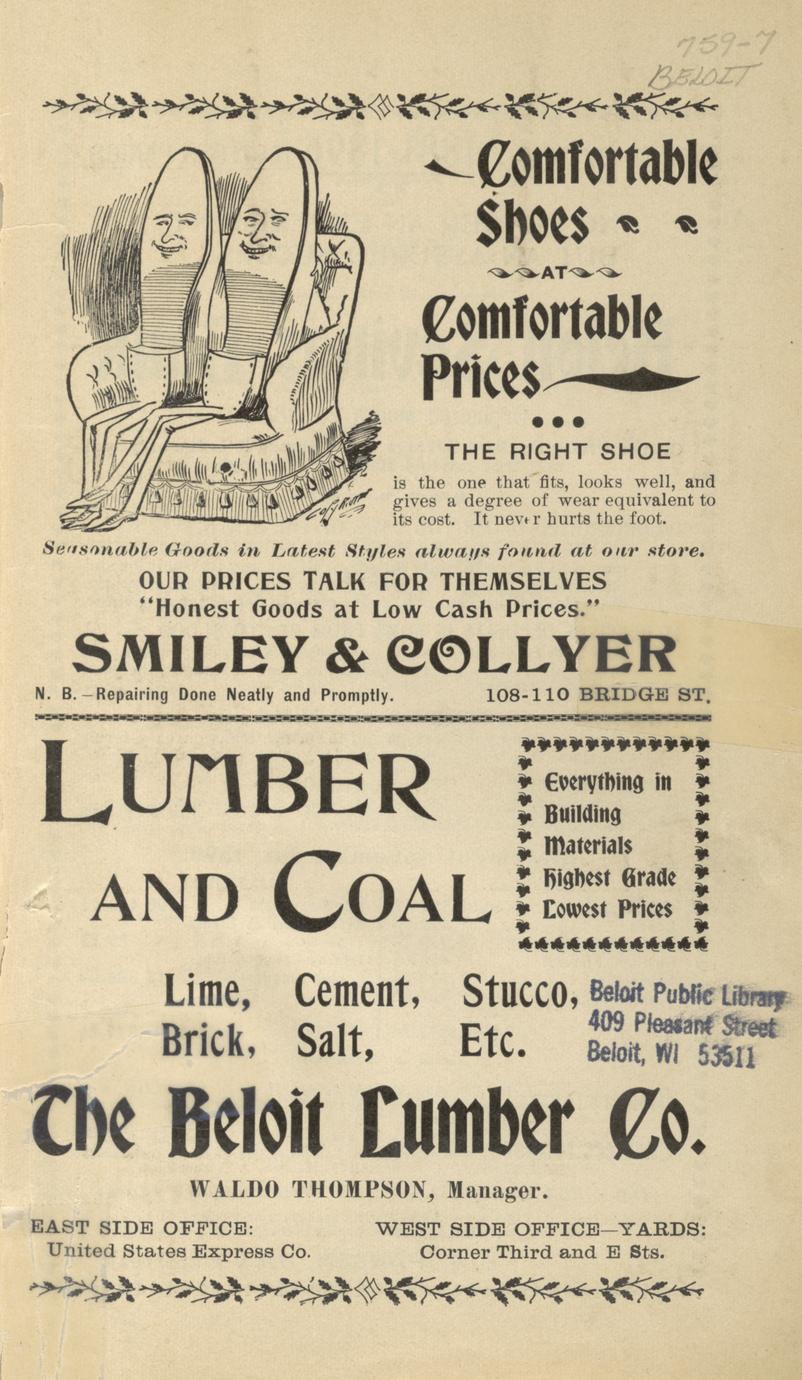 759-7
BELOIT
Comfortable
Shoes
AT
Comfortable
Prices
THE RIGHT SHOE
is the one that fits, looks well, and
gives a degree of wear equivalent to
its cost. It never hurts the foot.
Seasonable Goods in Latest Styles always found at our store.
OUR PRICES TALK FOR THEMSELVES
"Honest Goods at Low Cash Prices."
SMILEY & COLLYER
N. B.—Repairing Done Neatly and Promptly. 108-110 BRIDGE ST.
LUMBER
AND COAL
Everything in
Building
Materials
Highest Grade
Lowest Prices
Lime, Cement, Stucco,
Brick, Salt, Etc.
Beloit Public Library
409 Pleasant Street
Beloit, WI 53511
The Beloit Lumber Co.
WALDO THOMPSON, Manager.
EAST SIDE OFFICE:
United States Express Co.
WEST SIDE OFFICE—YARDS:
Corner Third and E Sts.